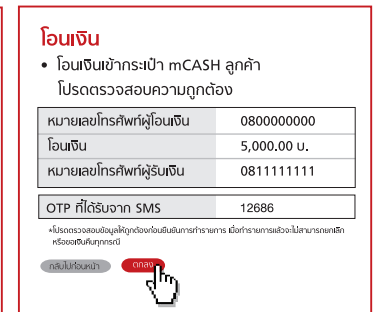 โอนเงิน
• โอนเงินเข้ากระเป๋า mCASH ลูกค้า
โปรดตรวจสอบความถูกต้อง
หมายเลขโทรศัพท์ผู้โอนเงิน 0800000000
โอนเงิน 5,000.00 บ.
หมายเลขโทรศัพท์ผู้รับเงิน 0811111111
OTP ที่ได้รับจาก SMS 12686
*โปรดตรวจสอบข้อมูลให้ถูกต้องก่อนยืนยันการทำรายการ เมื่อทำรายการแล้วจะไม่สามารถยกเลิก
หรือขอเงินคืนทุกกรณี
กลับไปก่อนหน้า ตกลง